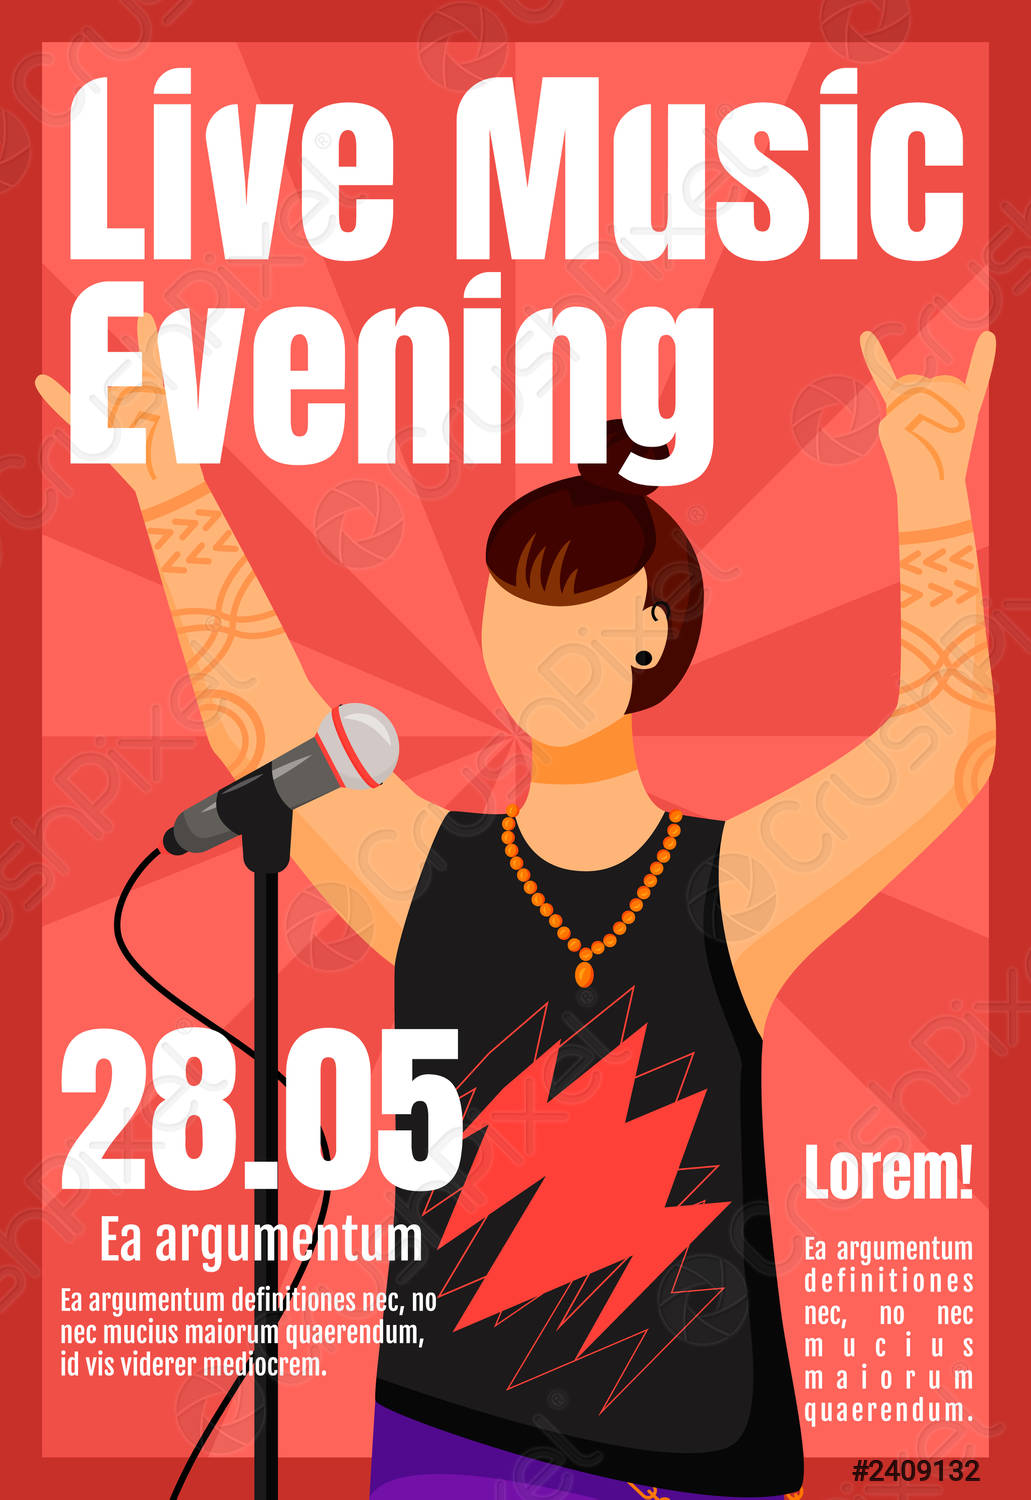 Live Music
Evening
28.05
Ea argumentum
Ea argumentum definitiones nec, no
nec mucius maiorum quaerendum,
id vis viderer mediocrem.
Lorem!
Ea argumentum
definitiones
nec, no nec
mucius
maiorum
quaerendum.
#2409132
crushpixel